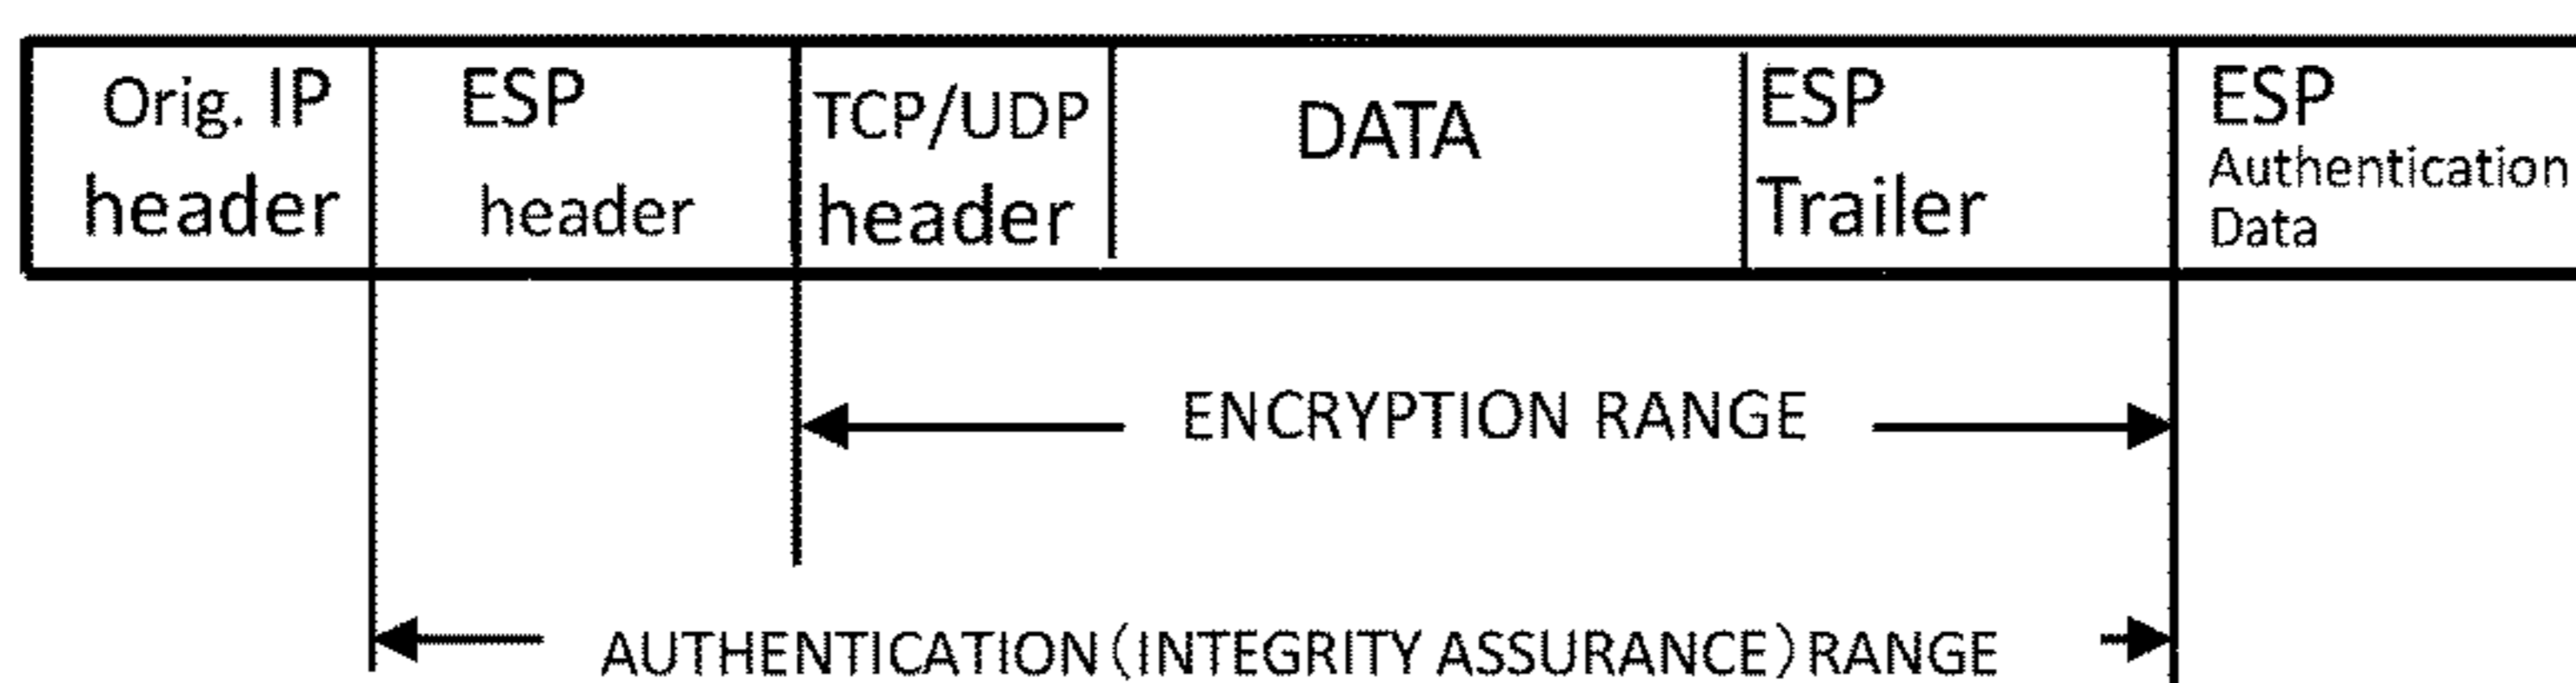 Orig. IP
header
ESP
header
TCP/UDP
header
DATA
ESP
Trailer
ESP
Authentication
Data
ENCRYPTION RANGE
AUTHENTICATION(INTEGRITY ASSURANCE)RANGE